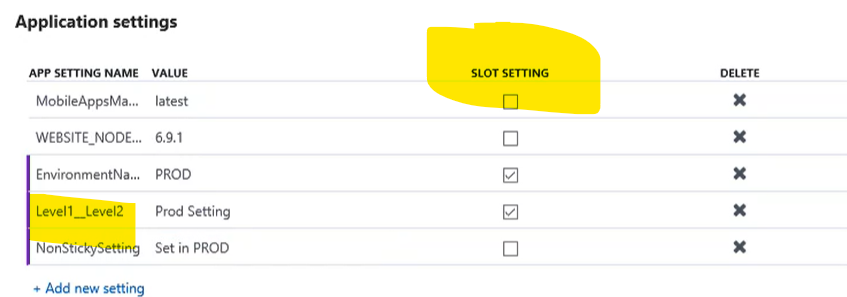 Application settings
APP SETTING NAME VALUE SLOT SETTING DELETE
MobileAppsMa... latest
WEBSITE_NODE... 6.9.1
EnvironmentNa... PROD
Level1__Level2 Prod Setting
NonStickySetting Set in PROD
+ Add new setting